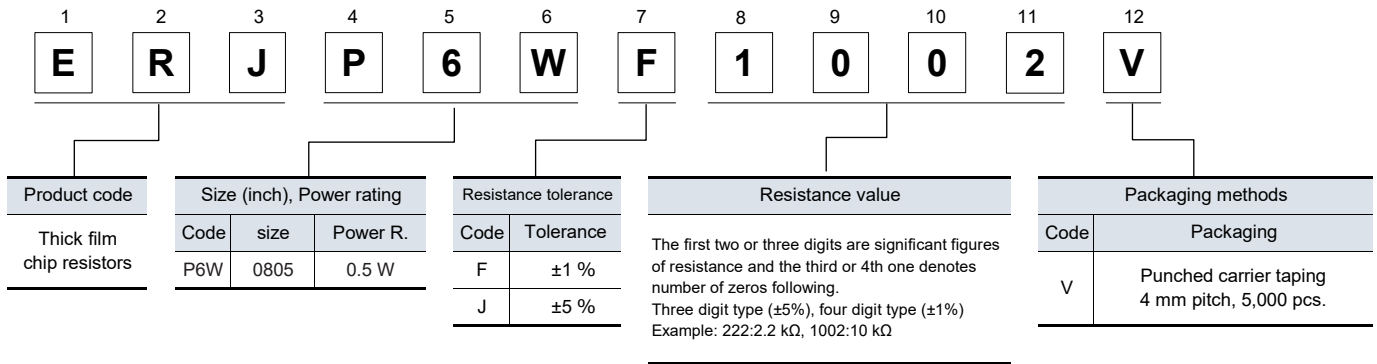 1 2 3 4 5 6 7 8 9 10 11 12
E R J P 6 W F 1 0 0 2 V
Product code
Thick film
chip resistors
Size (inch), Power rating
Code size Power R.
P6W 0805 0.5 W
Resistance tolerance
Code Tolerance
F ±1 %
J ±5 %
Resistance value
The first two or three digits are significant figures
of resistance and the third or 4th one denotes
number of zeros following.
Three digit type (±5%), four digit type (±1%)
Example: 222:2.2 kΩ, 1002:10 kΩ
Packaging methods
Code Packaging
V Punched carrier taping
4 mm pitch, 5,000 pcs.